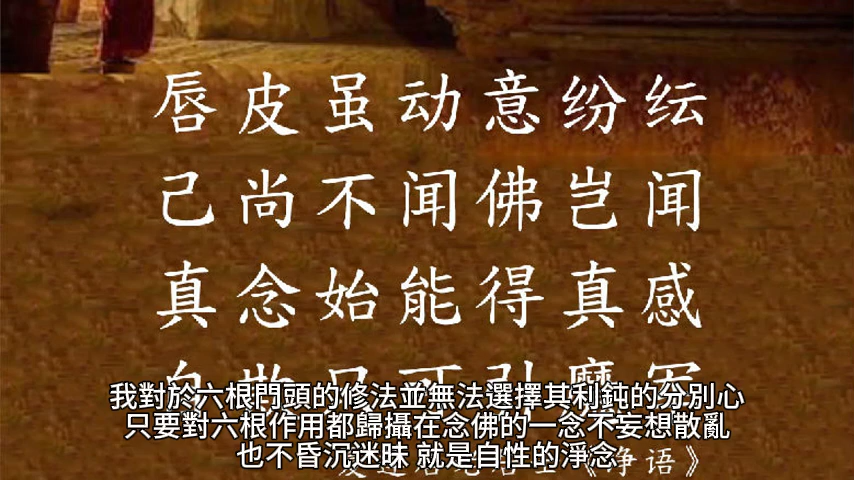 唇皮虽动意纷纭
己尚不闻佛岂闻
真念始能得真感
我對於六根門頭的修法並無法選擇其利鈍的分別心
只要對六根作用都歸攝在念佛的一念不妄想散亂
也不昏沉迷昧 就是自性的淨念
《净语》